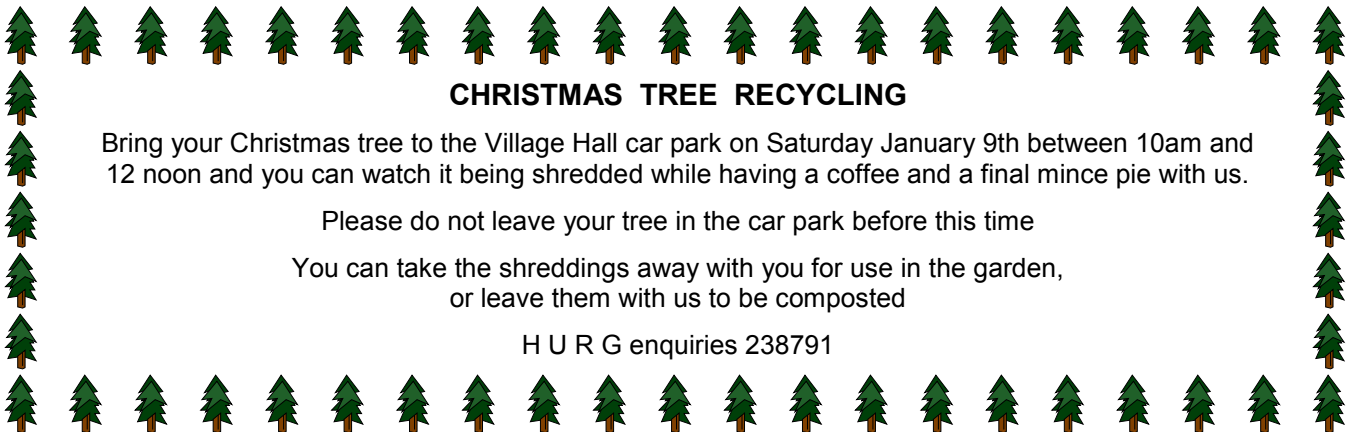 CHRISTMAS TREE RECYCLING
Bring your Christmas tree to the Village Hall car park on Saturday January 9th between 10am and
12 noon and you can watch it being shredded while having a coffee and a final mince pie with us.
Please do not leave your tree in the car park before this time
You can take the shreddings away with you for use in the garden,
or leave them with us to be composted
H U R G enquiries 238791